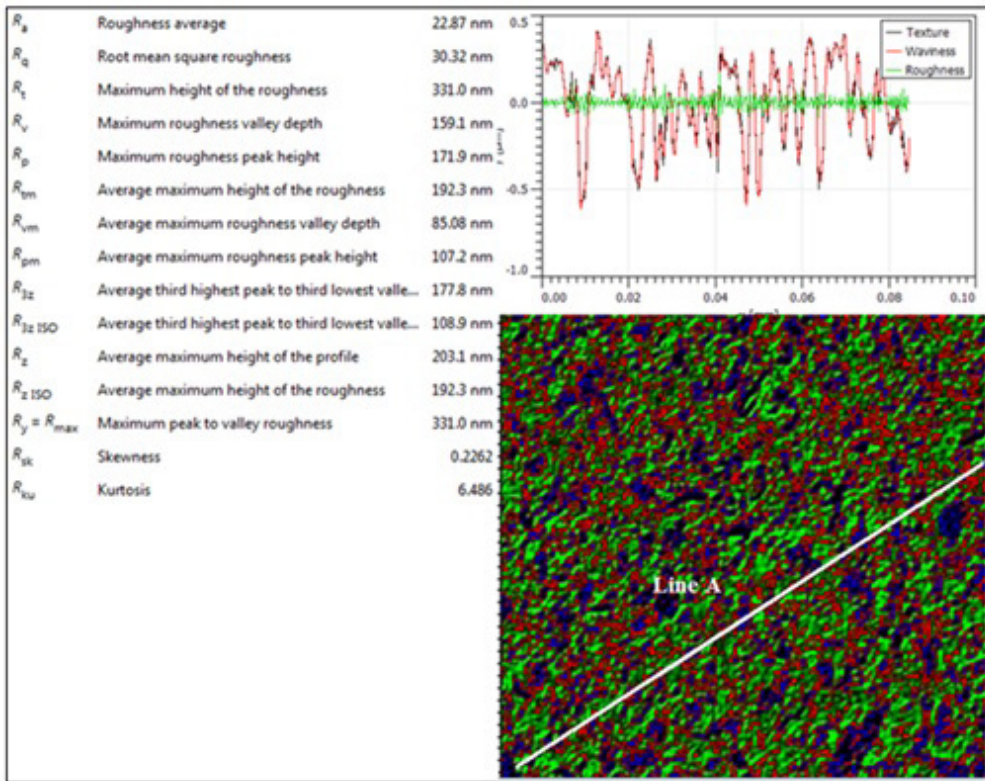 Ra Roughness average 22.87 nm
Rq Root mean square roughness 30.32 nm
Rt Maximum height of the roughness 331.0 nm
Rv Maximum roughness valley depth 159.1 nm
Rp Maximum roughness peak height 171.9 nm
Rtm Average maximum height of the roughness 192.3 nm
Rvm Average maximum roughness valley depth 85.08 nm
Rpm Average maximum roughness peak height 107.2 nm
R3z Average third highest peak to third lowest valle... 177.8 nm
R3z ISO Average third highest peak to third lowest valle... 108.9 nm
Rz Average maximum height of the profile 203.1 nm
Rz ISO Average maximum height of the roughness 192.3 nm
Ry = Rmax Maximum peak to valley roughness 331.0 nm
Rsk Skewness 0.2262
Rku Kurtosis 6.486
0.5
0.0
-0.5
-1.0
Texture
Waviness
Roughness
0.00 0.02 0.04 0.06 0.08 0.10
Line A